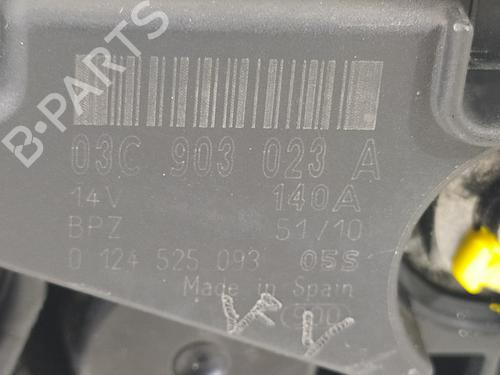 B-PARTS
03C 903 023 A
14V 140A
BPZ 51/10
0 124 525 093 05S
Made in Spain